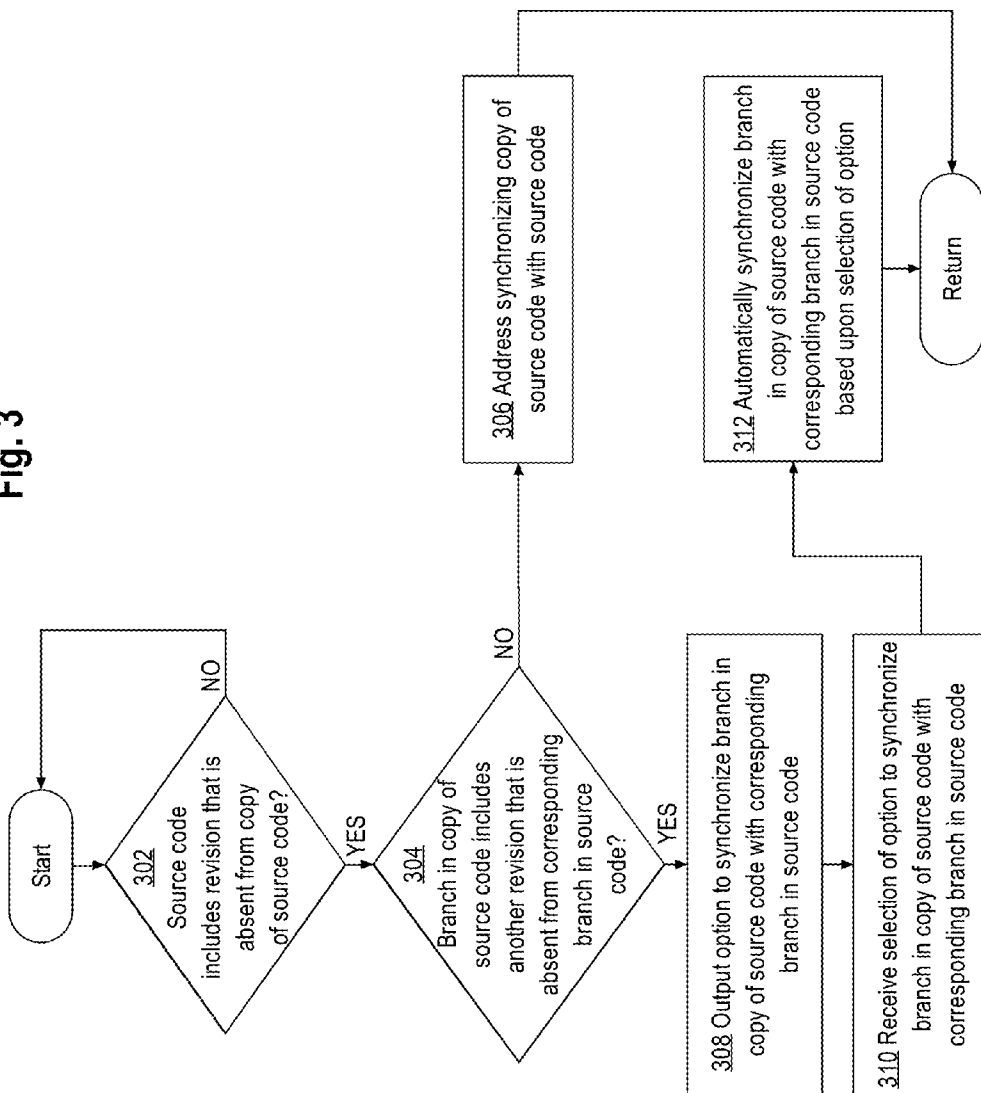 Fig. 3
Start
302
Source code
includes revision that is
absent from copy
of source code?
NO
YES
304
Branch in copy of
source code includes
another revision that is
absent from corresponding
branch in source
code?
NO
YES
306 Address synchronizing copy of
source code with source code
308 Output option to synchronize branch in
copy of source code with corresponding
branch in source code
310 Receive selection of option to synchronize
branch in copy of source code with
corresponding branch in source code
312 Automatically synchronize branch
in copy of source code with
corresponding branch in source code
based upon selection of option
Return